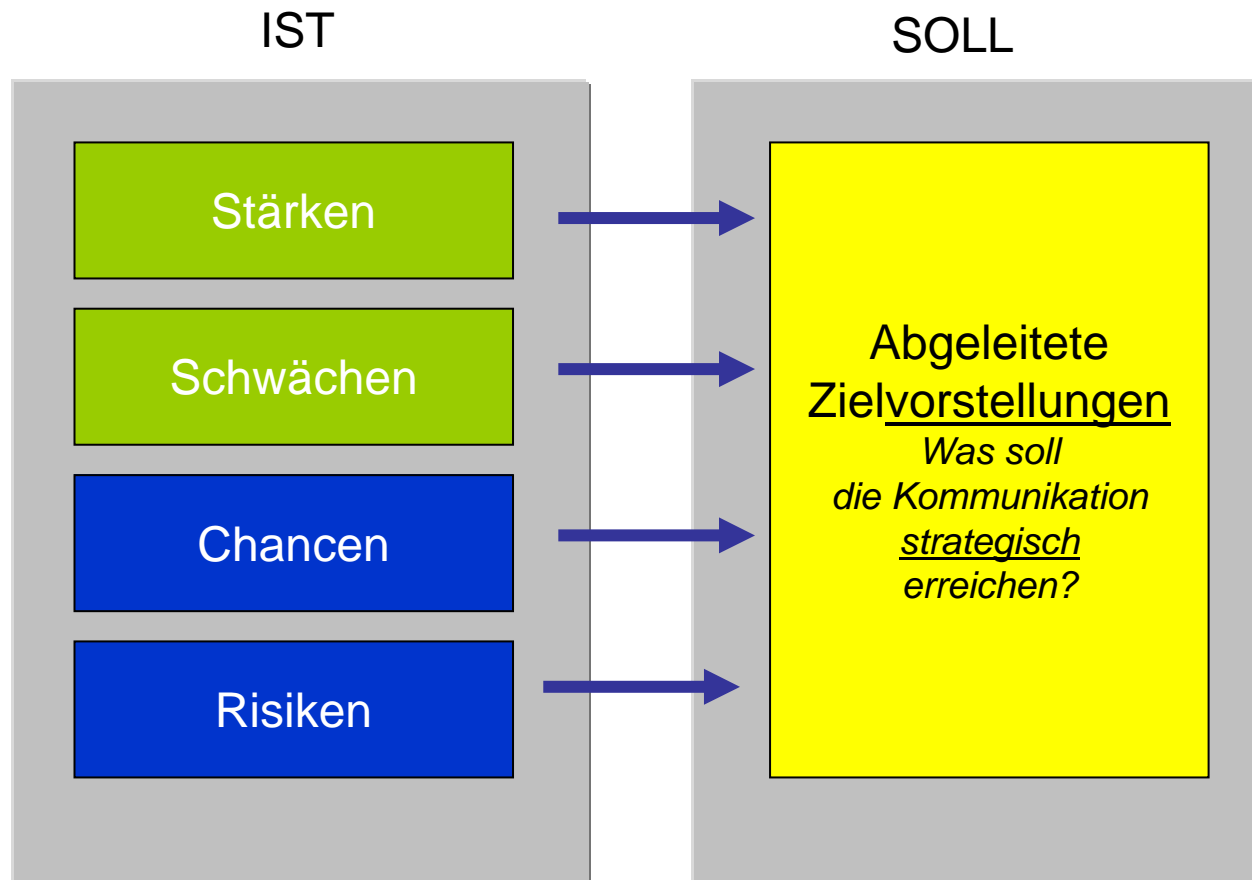 IST
SOLL
Stärken
Schwächen
Chancen
Risiken
Abgeleitete
Zielvorstellungen
Was soll
die Kommunikation
strategisch
erreichen?